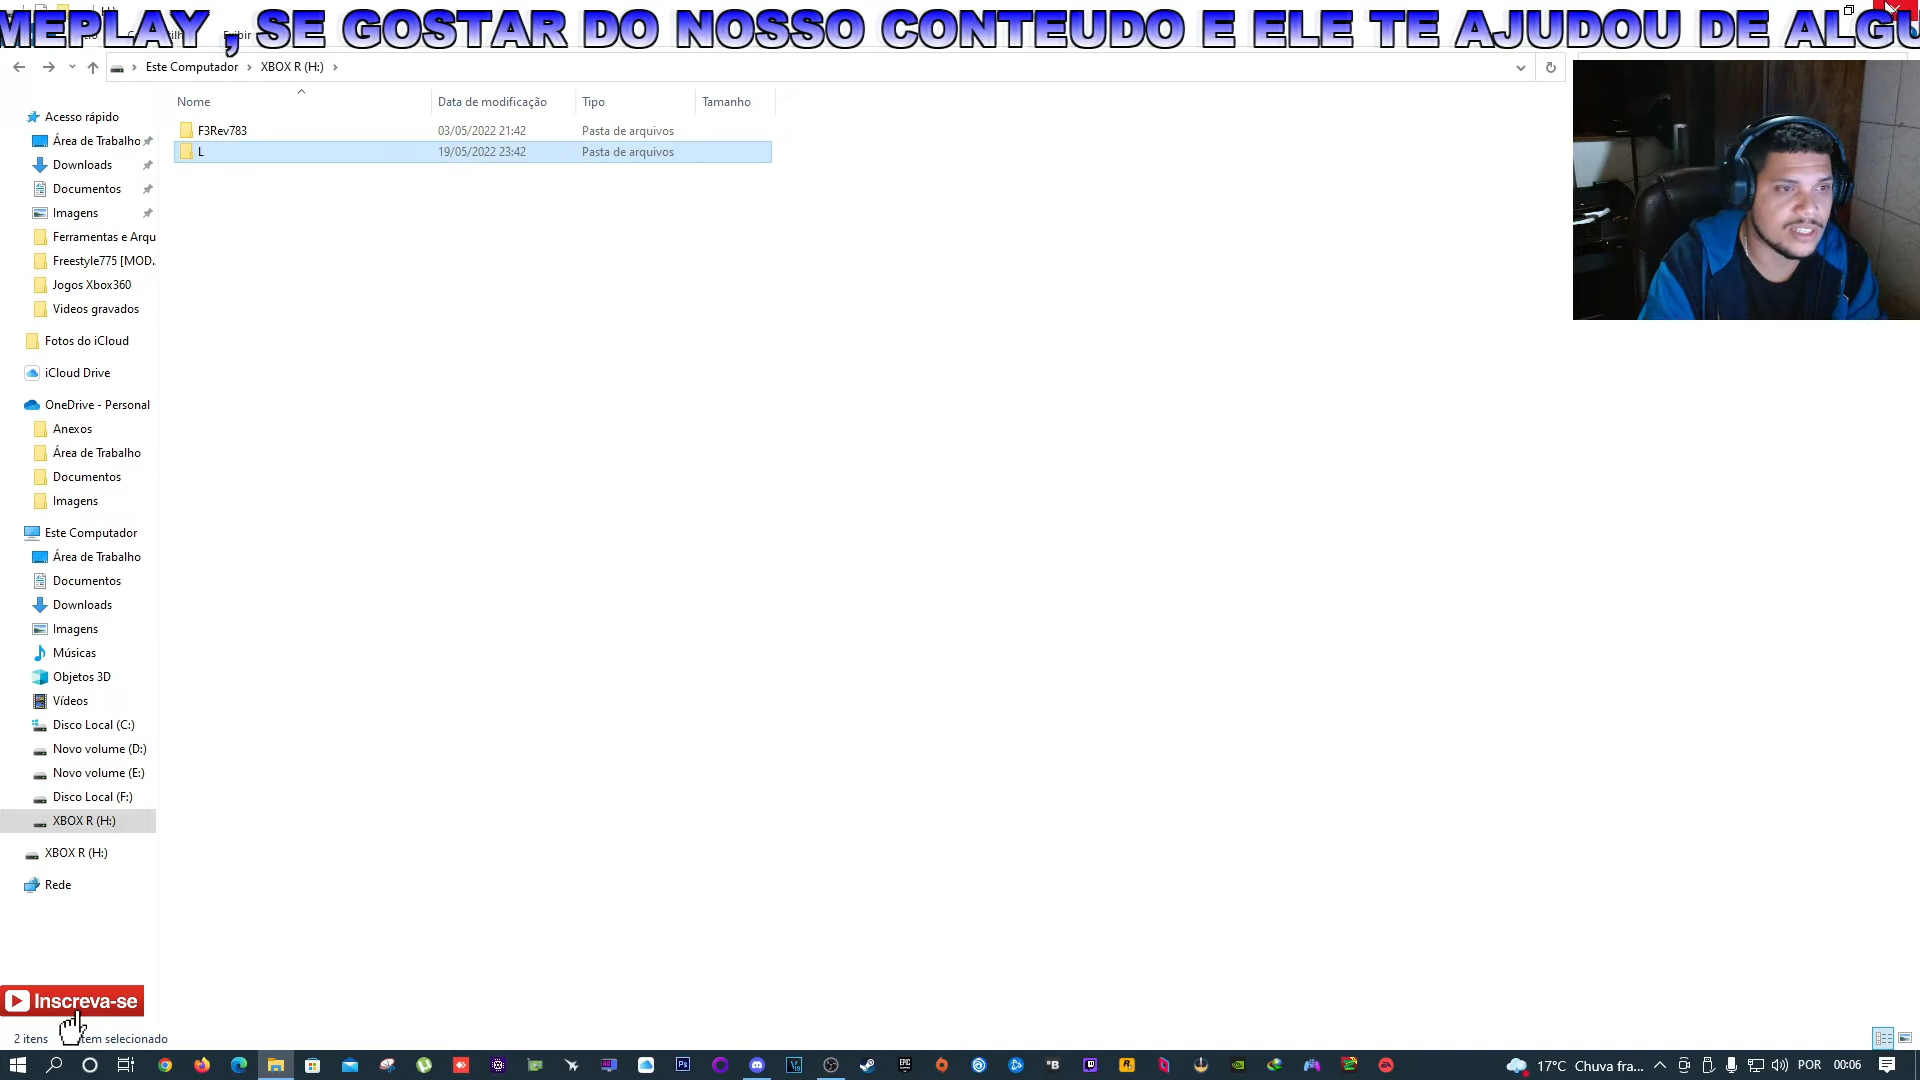 MEPLAY , SE GOSTAR DO NOSSO CONTEUDO E ELE TE AJUDOU DE ALGU
Exibir
Este Computador > XBOX R (H:) >
Nome Data de modificação Tipo Tamanho
F3Rev783 03/05/2022 21:42 Pasta de arquivos
L 19/05/2022 23:42 Pasta de arquivos
Acesso rápido
Área de Trabalho
Downloads
Documentos
Imagens
Ferramentas e Arqu
Freestyle775 [MOD..
Jogos Xbox360
Videos gravados
Fotos do iCloud
iCloud Drive
OneDrive - Personal
Anexos
Área de Trabalho
Documentos
Imagens
Este Computador
Área de Trabalho
Documentos
Downloads
Imagens
Músicas
Objetos 3D
Vídeos
Disco Local (C:)
Novo volume (D:)
Novo volume (E:)
Disco Local (F:)
XBOX R (H:)
XBOX R (H:)
Rede
Inscreva-se
2 itens tem selecionado
17°C Chuva fra... POR 00:06